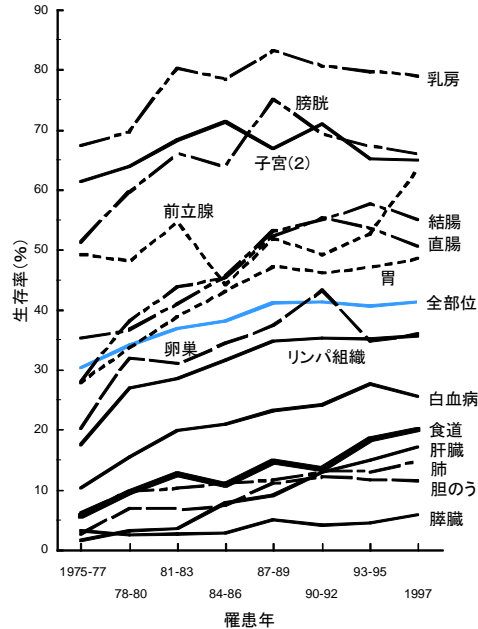 90
80
70
60
50
40
30
20
10
0
生存率(%)
乳房
膀胱
子宮(2)
前立腺
結腸
直腸
胃
全部位
卵巣
リンパ組織
白血病
食道
肝臓
肺
胆のう
膵臓
1975-77
78-80
81-83
84-86
87-89
90-92
93-95
1997
罹患年